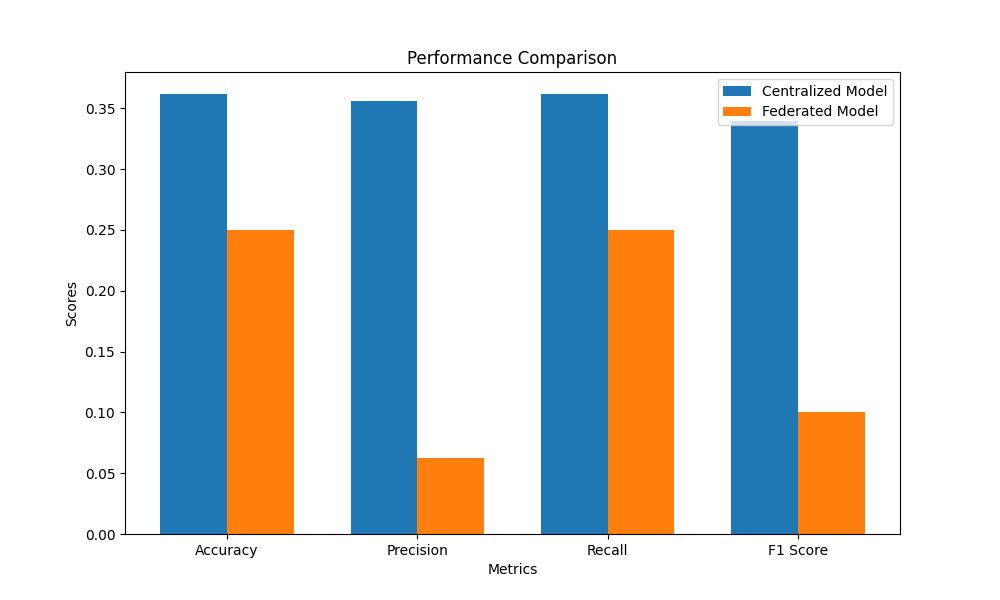 Performance Comparison
Centralized Model
Federated Model
Scores
0.35
0.30
0.25
0.20
0.15
0.10
0.05
0.00
Accuracy Precision Recall F1 Score
Metrics